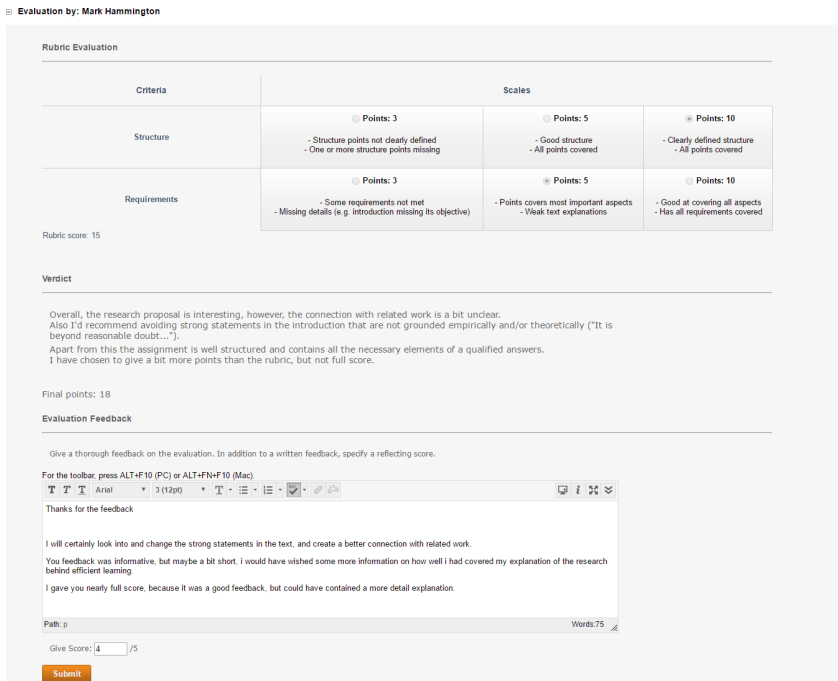 Evaluation by: Mark Hammington
Rubric Evaluation
Criteria Scales
Structure
Points: 3
- Structure points not clearly defined
- One or more structure points missing
Points: 5
- Good structure
- All points covered
Points: 10
- Clearly defined structure
- All points covered
Requirements
Points: 3
- Some requirements not met
- Missing details (e.g. introduction missing its objective)
Points: 5
- Points covers most important aspects
- Weak text explanations
Points: 10
- Good at covering all aspects
- Has all requirements covered
Rubric score: 15
Verdict
Overall, the research proposal is interesting, however, the connection with related work is a bit unclear.
Also I'd recommend avoiding strong statements in the introduction that are not grounded empirically and/or theoretically ("It is
beyond reasonable doubt...").
Apart from this the assignment is well structured and contains all the necessary elements of a qualified answers.
I have chosen to give a bit more points than the rubric, but not full score.
Final points: 18
Evaluation Feedback
Give a thorough feedback on the evaluation. In addition to a written feedback, specify a reflecting score.
For the toolbar, press ALT+F10 (PC) or ALT+FN+F10 (Mac).
T T T Arial 3 (12pt) T
Thanks for the feedback
I will certainly look into and change the strong statements in the text, and create a better connection with related work.
You feedback was informative, but maybe a bit short, i would have wished some more information on how well i had covered my explanation of the research
behind efficient learning.
I gave you nearly full score, because it was a good feedback, but could have contained a more detail explanation.
Path: p Words:75
Give Score: 4 /5
Submit